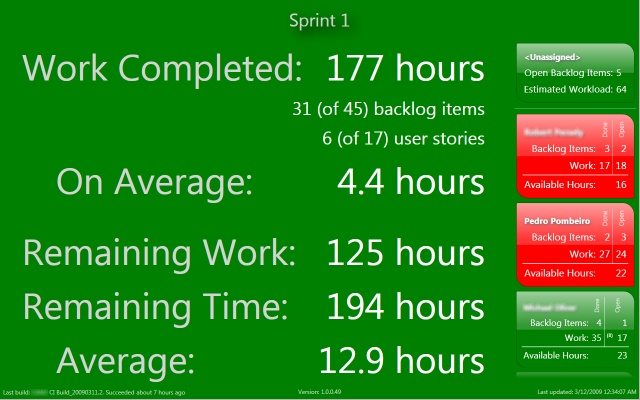 Sprint 1
Work Completed: 177 hours
31 (of 45) backlog items
6 (of 17) user stories
On Average: 4.4 hours
Remaining Work: 125 hours
Remaining Time: 194 hours
Average: 12.9 hours
<Unassigned>
Open Backlog Items: 5
Estimated Workload: 64
Done Open
Backlog Items: 3 2
Work: 17 18
Available Hours: 16
Pedro Pombeiro Done Open
Backlog Items: 2 3
Work: 27 24
Available Hours: 22
Done Open
Backlog Items: 4 1
Work: 35 17
Available Hours: 23
Last build: CI Build_20090311.2. Succeeded about 7 hours ago
Version: 1.0.0.49
Last updated: 3/12/2009 12:34:07 AM